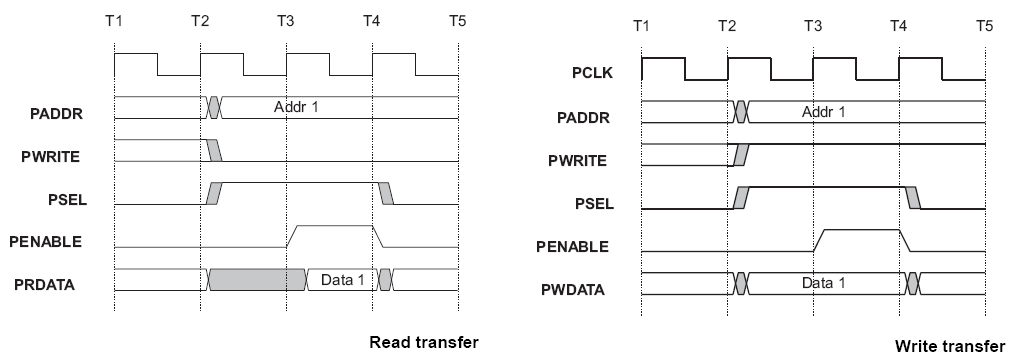 T1 T2 T3 T4 T5
PADDR Addr 1
PWRITE
PSEL
PENABLE
PRDATA Data 1
Read transfer
T1 T2 T3 T4 T5
PCLK
PADDR Addr 1
PWRITE
PSEL
PENABLE
PWDATA Data 1
Write transfer